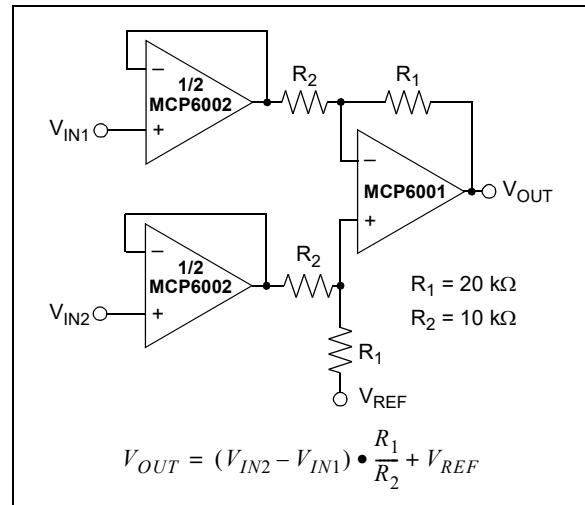 1/2
MCP6002
−
+
V_IN1
R_2
R_1
−
+
MCP6001
V_OUT
1/2
MCP6002
−
+
V_IN2
R_2
R_1
V_REF
R_1 = 20 kΩ
R_2 = 10 kΩ
V_OUT = (V_IN2 − V_IN1) • R_1/R_2 + V_REF